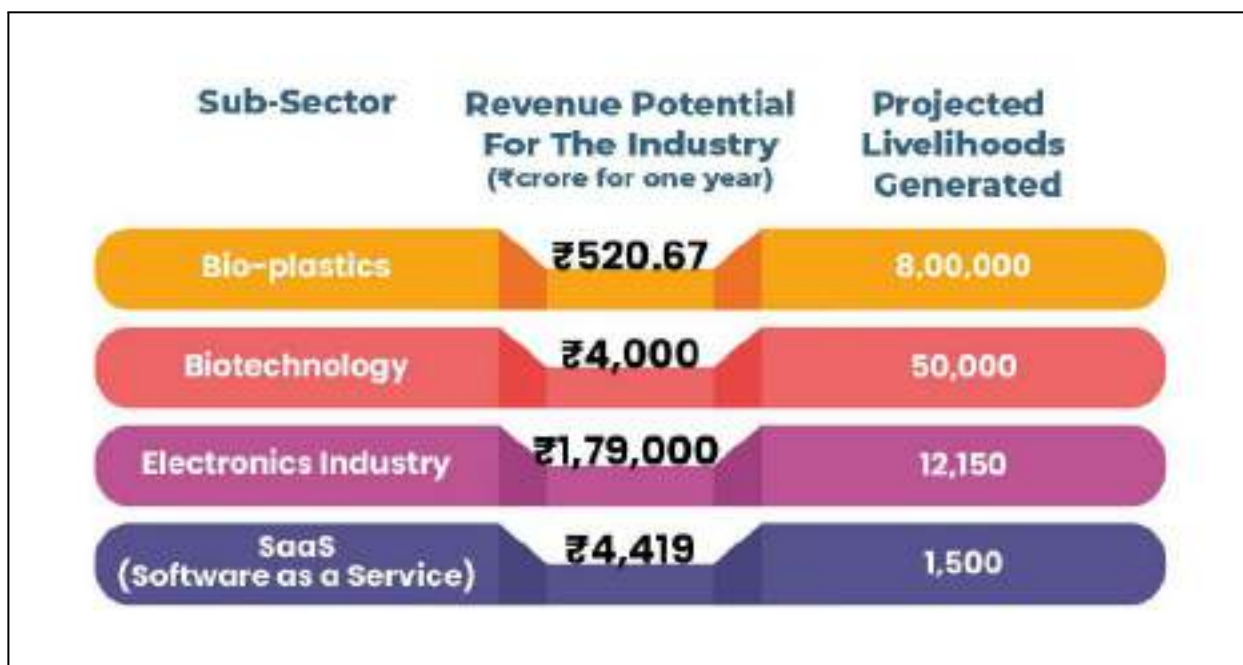 Sub-Sector
Revenue Potential
For The Industry
(₹crore for one year)
Projected
Livelihoods
Generated
Bio-plastics
₹520.67
8,00,000
Biotechnology
₹4,000
50,000
Electronics Industry
₹1,79,000
12,150
SaaS
(Software as a Service)
₹4,419
1,500